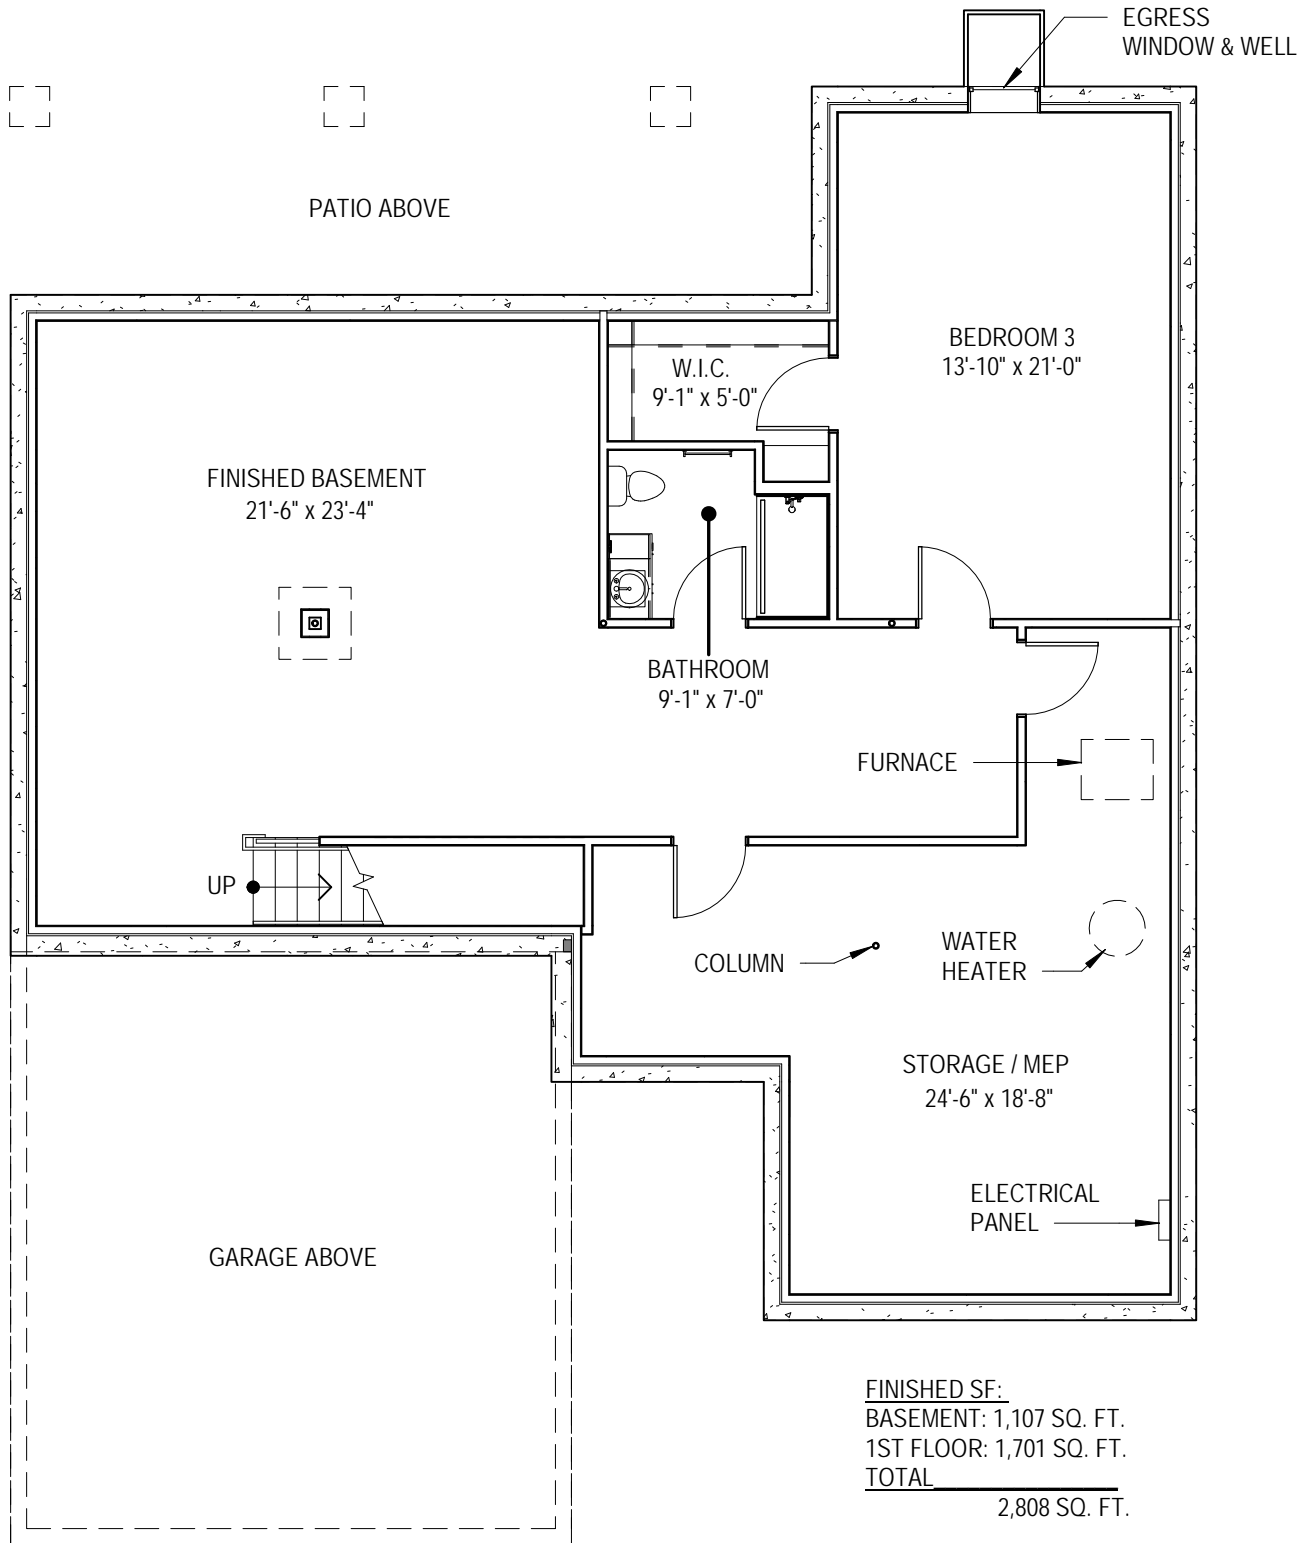 EGRESS
WINDOW & WELL
PATIO ABOVE
BEDROOM 3
13'-10" x 21'-0"
W.I.C.
9'-1" x 5'-0"
FINISHED BASEMENT
21'-6" x 23'-4"
BATHROOM
9'-1" x 7'-0"
FURNACE
UP
COLUMN
WATER
HEATER
STORAGE / MEP
24'-6" x 18'-8"
ELECTRICAL
PANEL
GARAGE ABOVE
FINISHED SF:
BASEMENT: 1,107 SQ. FT.
1ST FLOOR: 1,701 SQ. FT.
TOTAL
2,808 SQ. FT.